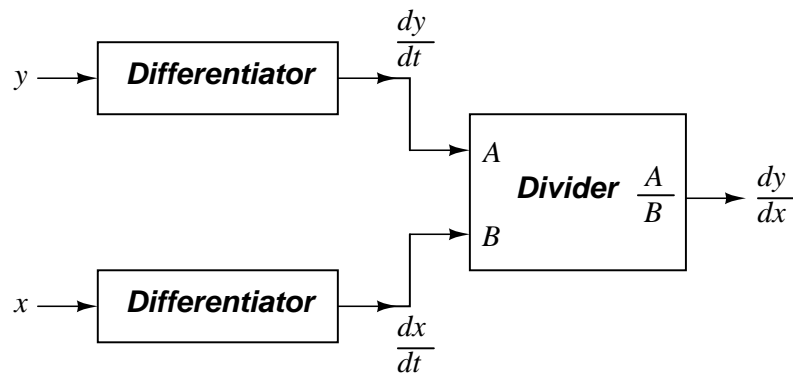 y
Differentiator
dy
dt
A
Divider
A
B
dy
dx
B
x
Differentiator
dx
dt